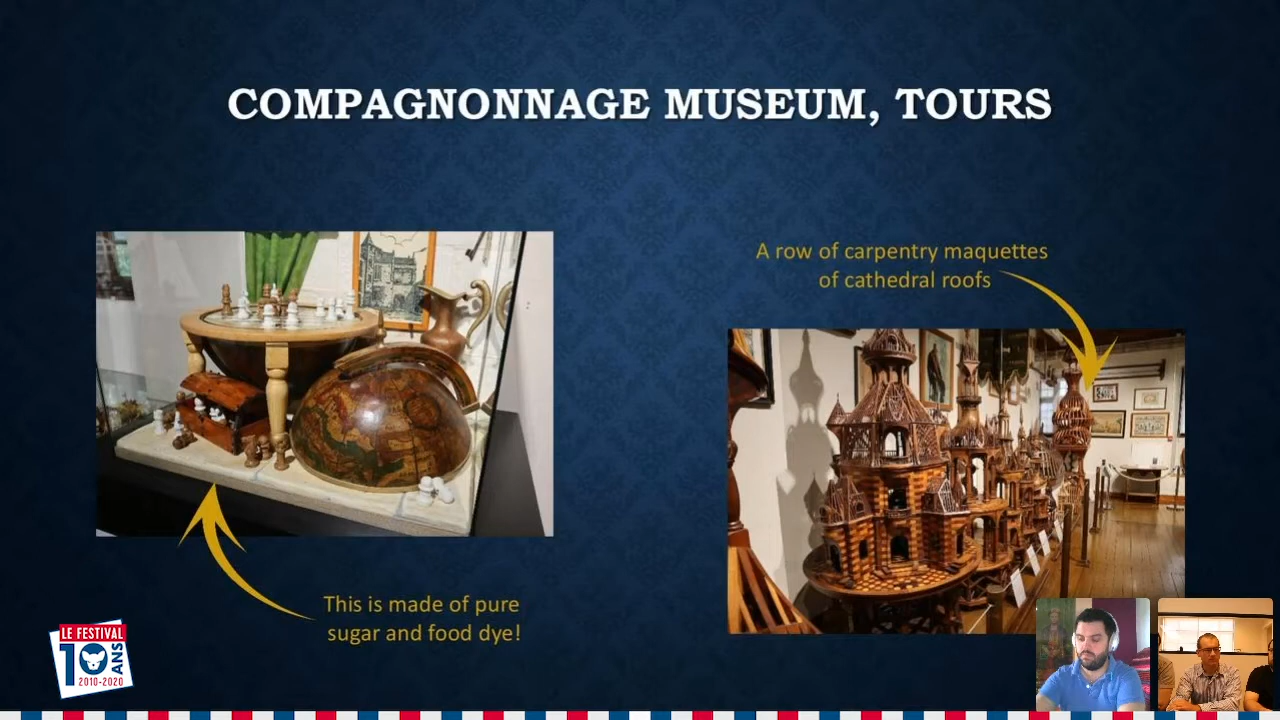 COMPAGNONNAGE MUSEUM, TOURS
A row of carpentry maquettes
of cathedral roofs
This is made of pure
sugar and food dye!
LE FESTIVAL
10 ANS
2010-2020